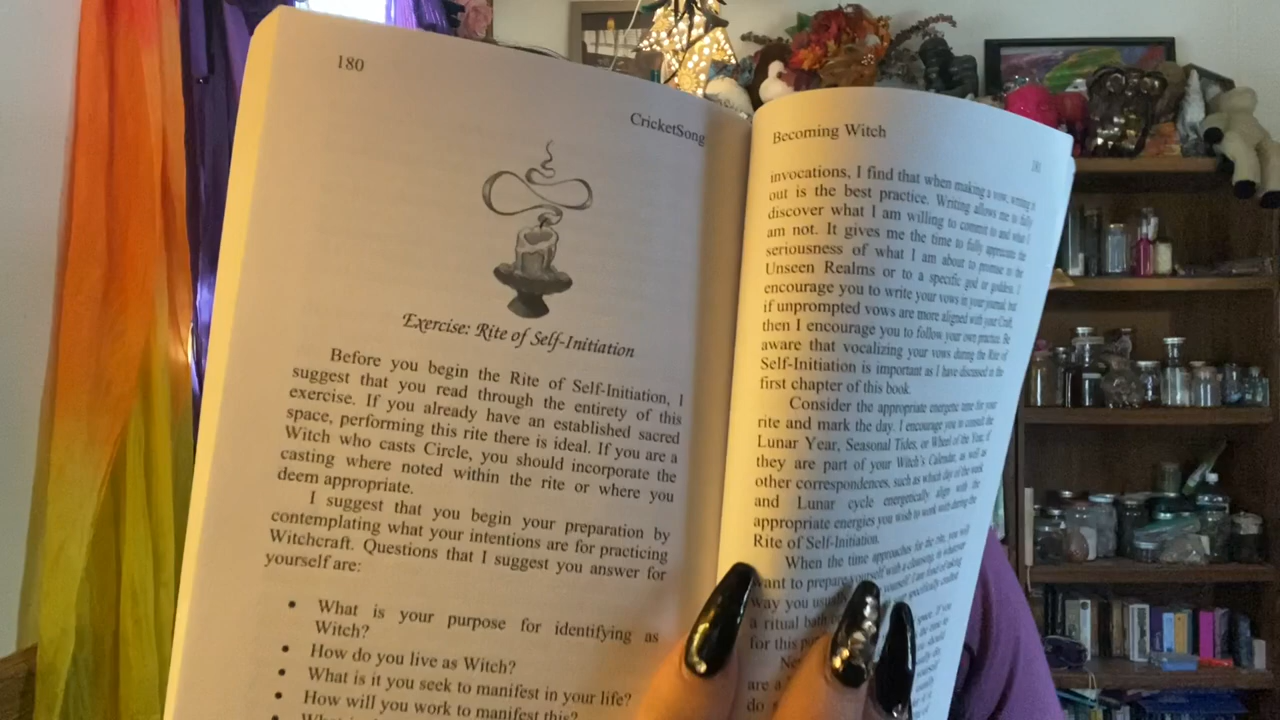 180
CricketSong
Exercise: Rite of Self-Initiation
Before you begin the Rite of Self-Initiation, I
suggest that you read through the entirety of this
exercise. If you already have an established sacred
space, performing this rite there is ideal. If you are a
Witch who casts Circle, you should incorporate the
casting where noted within the rite or where you
deem appropriate.
I suggest that you begin your preparation by
contemplating what your intentions are for practicing
Witchcraft. Questions that I suggest you answer for
yourself are:
• What is your purpose for identifying as
Witch?
• How do you live as Witch?
• What is it you seek to manifest in your life?
• How will you work to manifest this?
Becoming Witch
181
invocations, I find that when making a vow, writing it
out is the best practice. Writing allows me to fully
discover what I am willing to commit to and what I
am not. It gives me the time to fully appreciate the
seriousness of what I am about to promise to the
Unseen Realms or to a specific god or goddess. I
encourage you to write your vows in your journal, but
if unprompted vows are more aligned with your Craft,
then I encourage you to follow your own practice. Be
aware that vocalizing your vows during the Rite of
Self-Initiation is important as I have discussed in the
first chapter of this book.
Consider the appropriate energetic time for your
rite and mark the day. I encourage you to consult the
Lunar Year, Seasonal Tides, or Wheel of the Year, if
they are part of your Witch's Calendar, as well as
other correspondences, such as which day of the week
and Lunar cycle energetically align with the
appropriate energies you wish to work with during the
Rite of Self-Initiation.
When the time approaches for the rite, you will
want to prepare yourself with a cleansing, in whatever
way you usually
a ritual bath
for this
are a
do